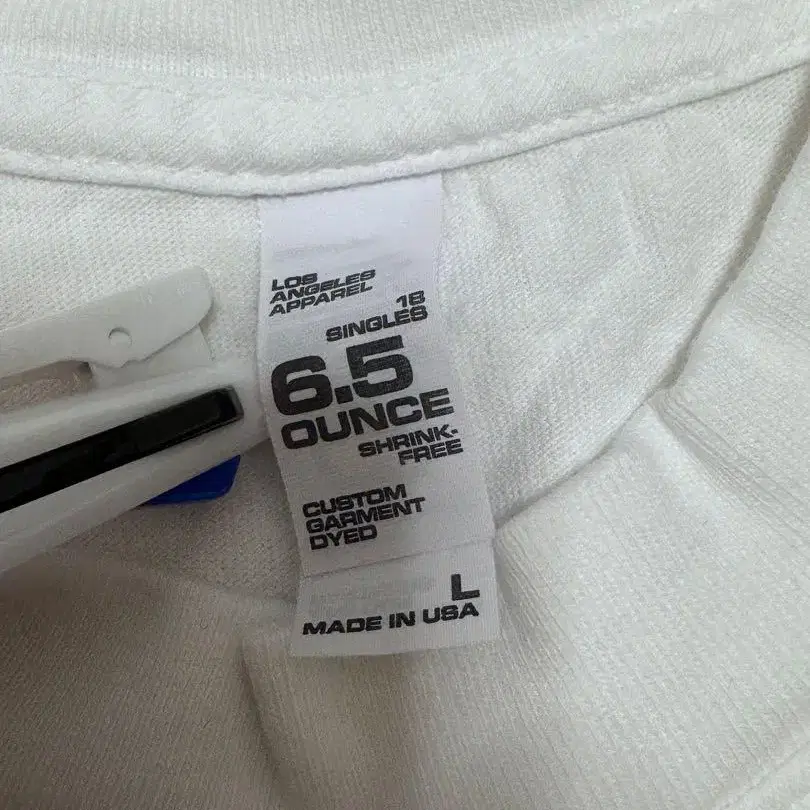 LOS
ANGELES
APPAREL
18
SINGLES
6.5
OUNCE
SHRINK-
FREE
CUSTOM
GARMENT
DYED
L
MADE IN USA